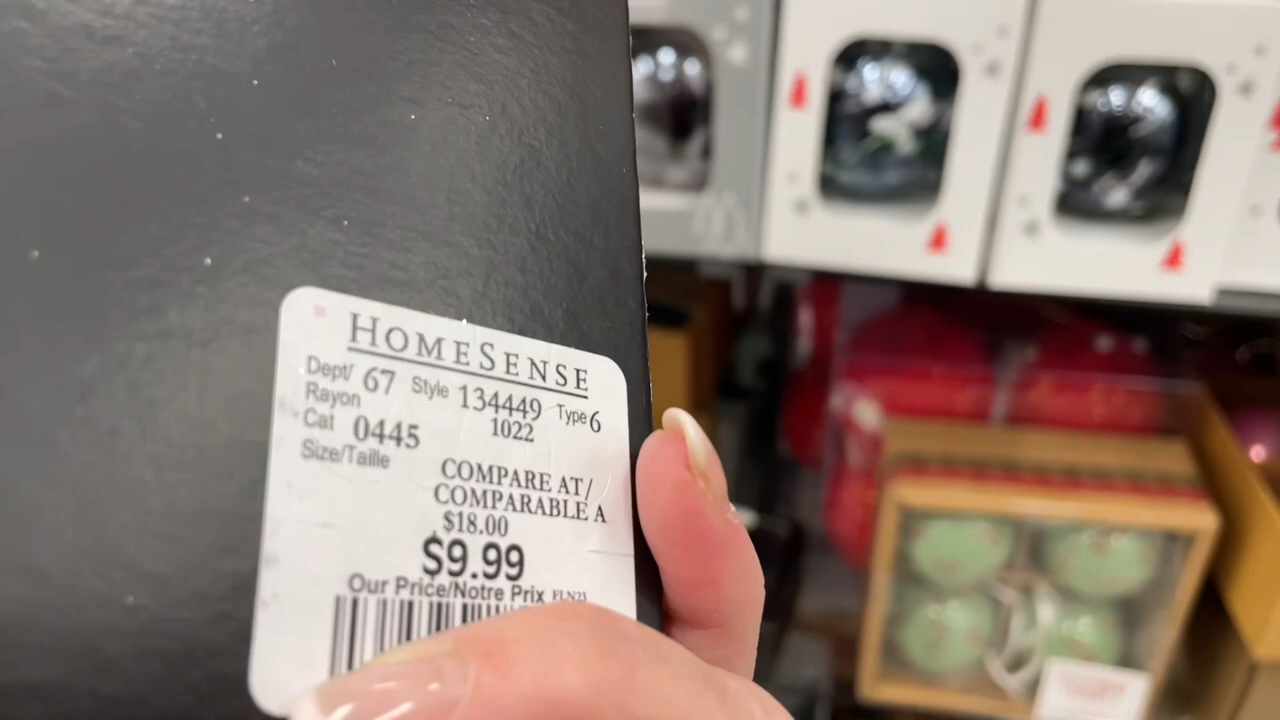 HOMESENSE
Dept/ 67 Style 134449 Type 6
Rayon 1022
Cat 0445
Size/Taille
COMPARE AT/
COMPARABLE A
$18.00
$9.99
Our Price/Notre Prix FLN23